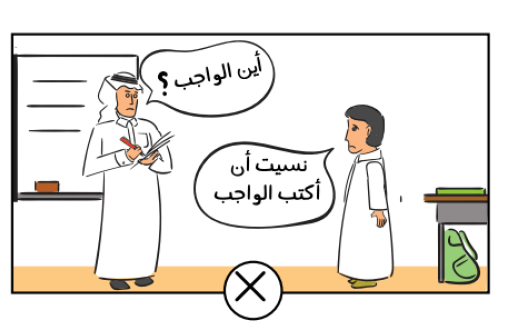 أين الواجب ؟
نسيت أن
أكتب الواجب